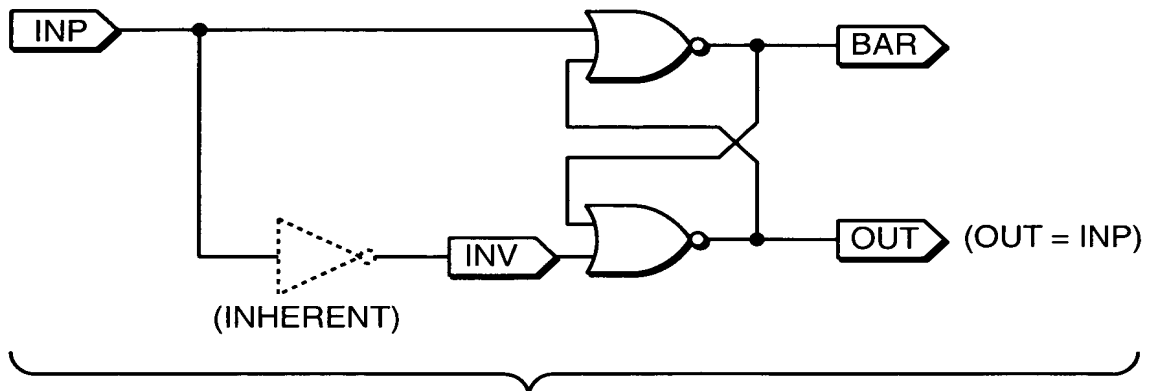 INP
BAR
INV
OUT (OUT = INP)
(INHERENT)